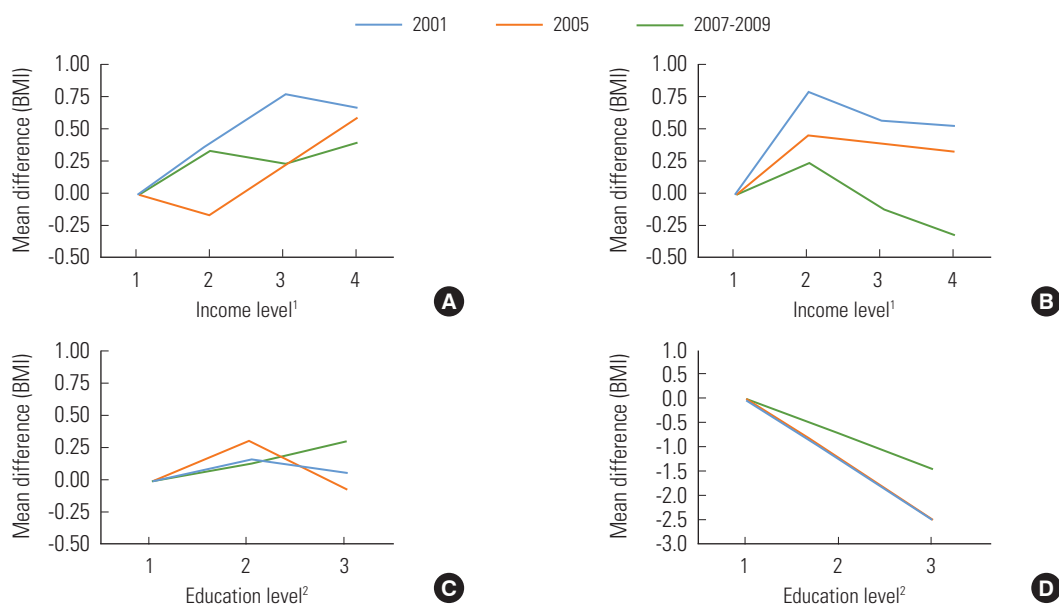 2001 2005 2007-2009
Mean difference (BMI)
1.00
0.75
0.50
0.25
0.00
-0.25
-0.50
1 2 3 4
Income level¹
A
Mean difference (BMI)
1.00
0.75
0.50
0.25
0.00
-0.25
-0.50
1 2 3 4
Income level¹
B
Mean difference (BMI)
1.00
0.75
0.50
0.25
0.00
-0.25
-0.50
1 2 3
Education level²
C
Mean difference (BMI)
1.0
0.5
0.0
-0.5
-1.0
-1.5
-2.0
-2.5
-3.0
1 2 3
Education level²
D